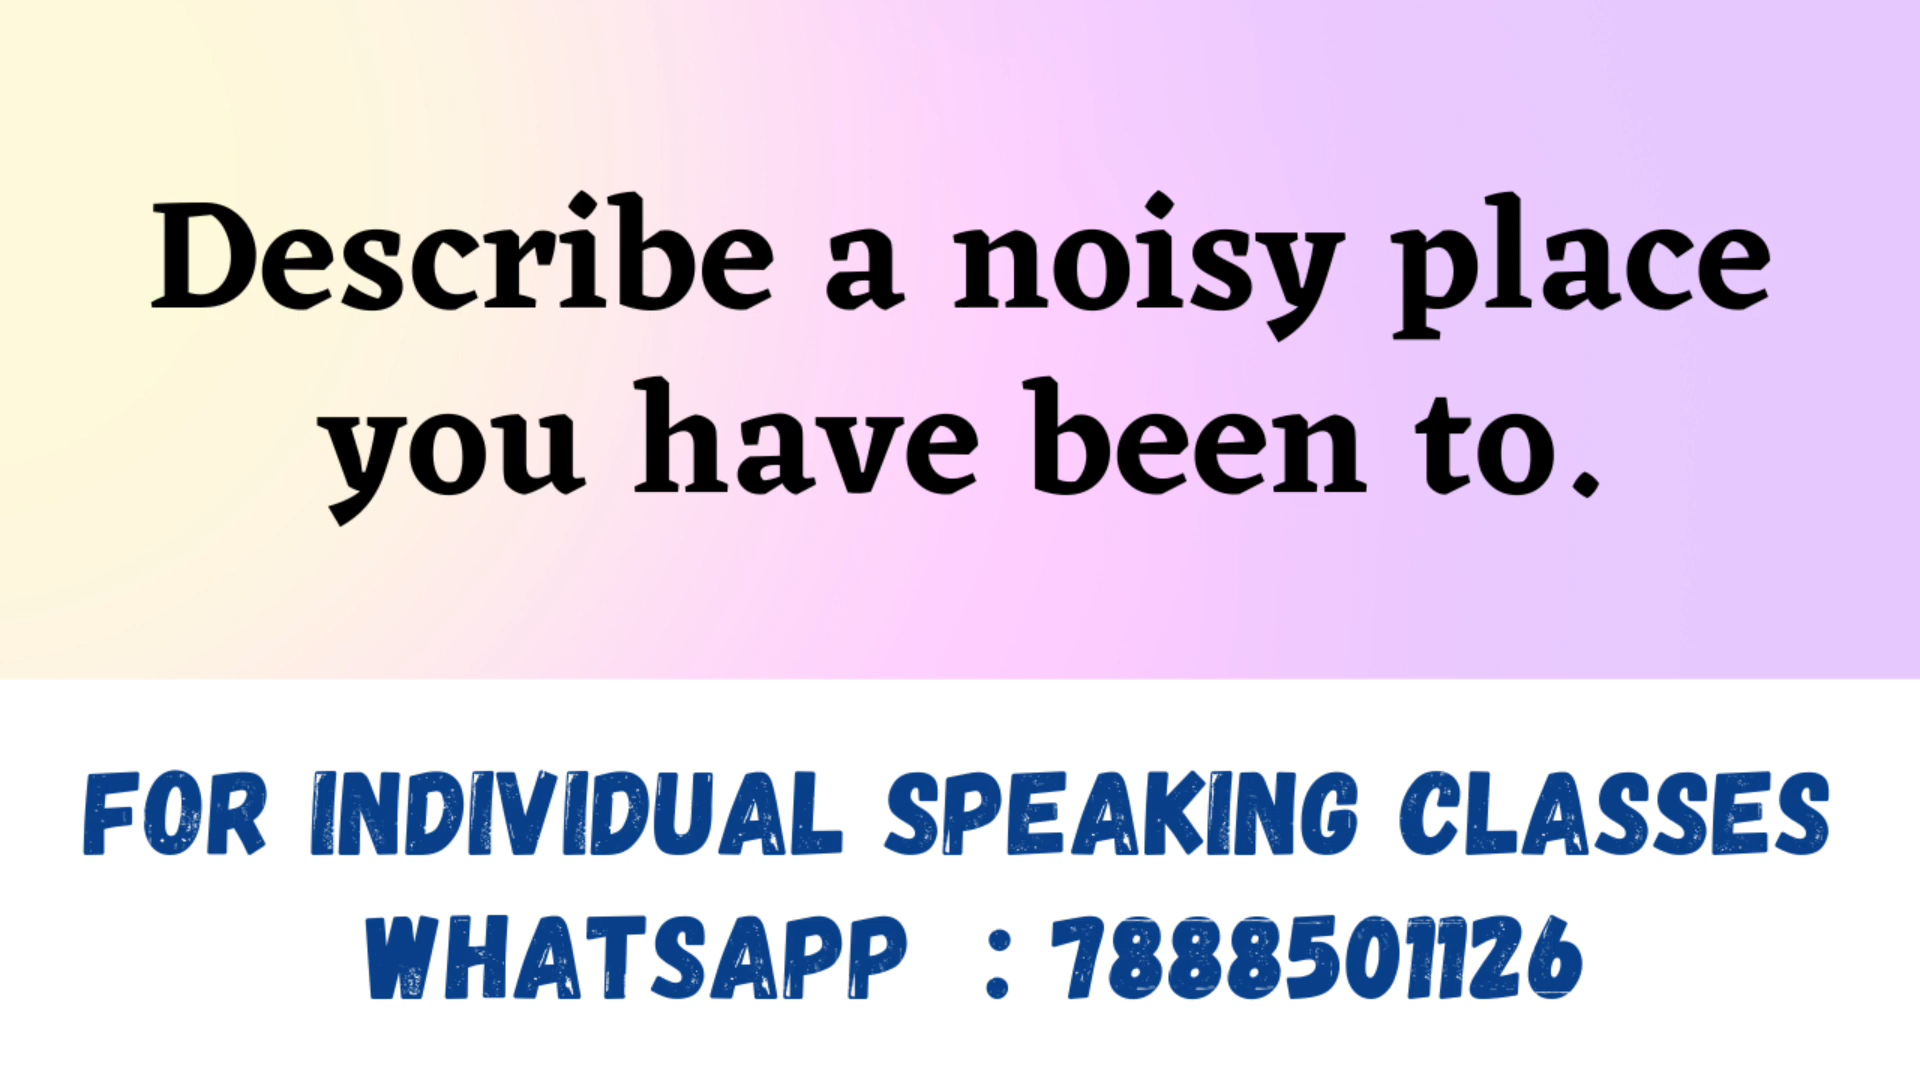 Describe a noisy place
you have been to.
FOR INDIVIDUAL SPEAKING CLASSES
WHATSAPP : 7888501126